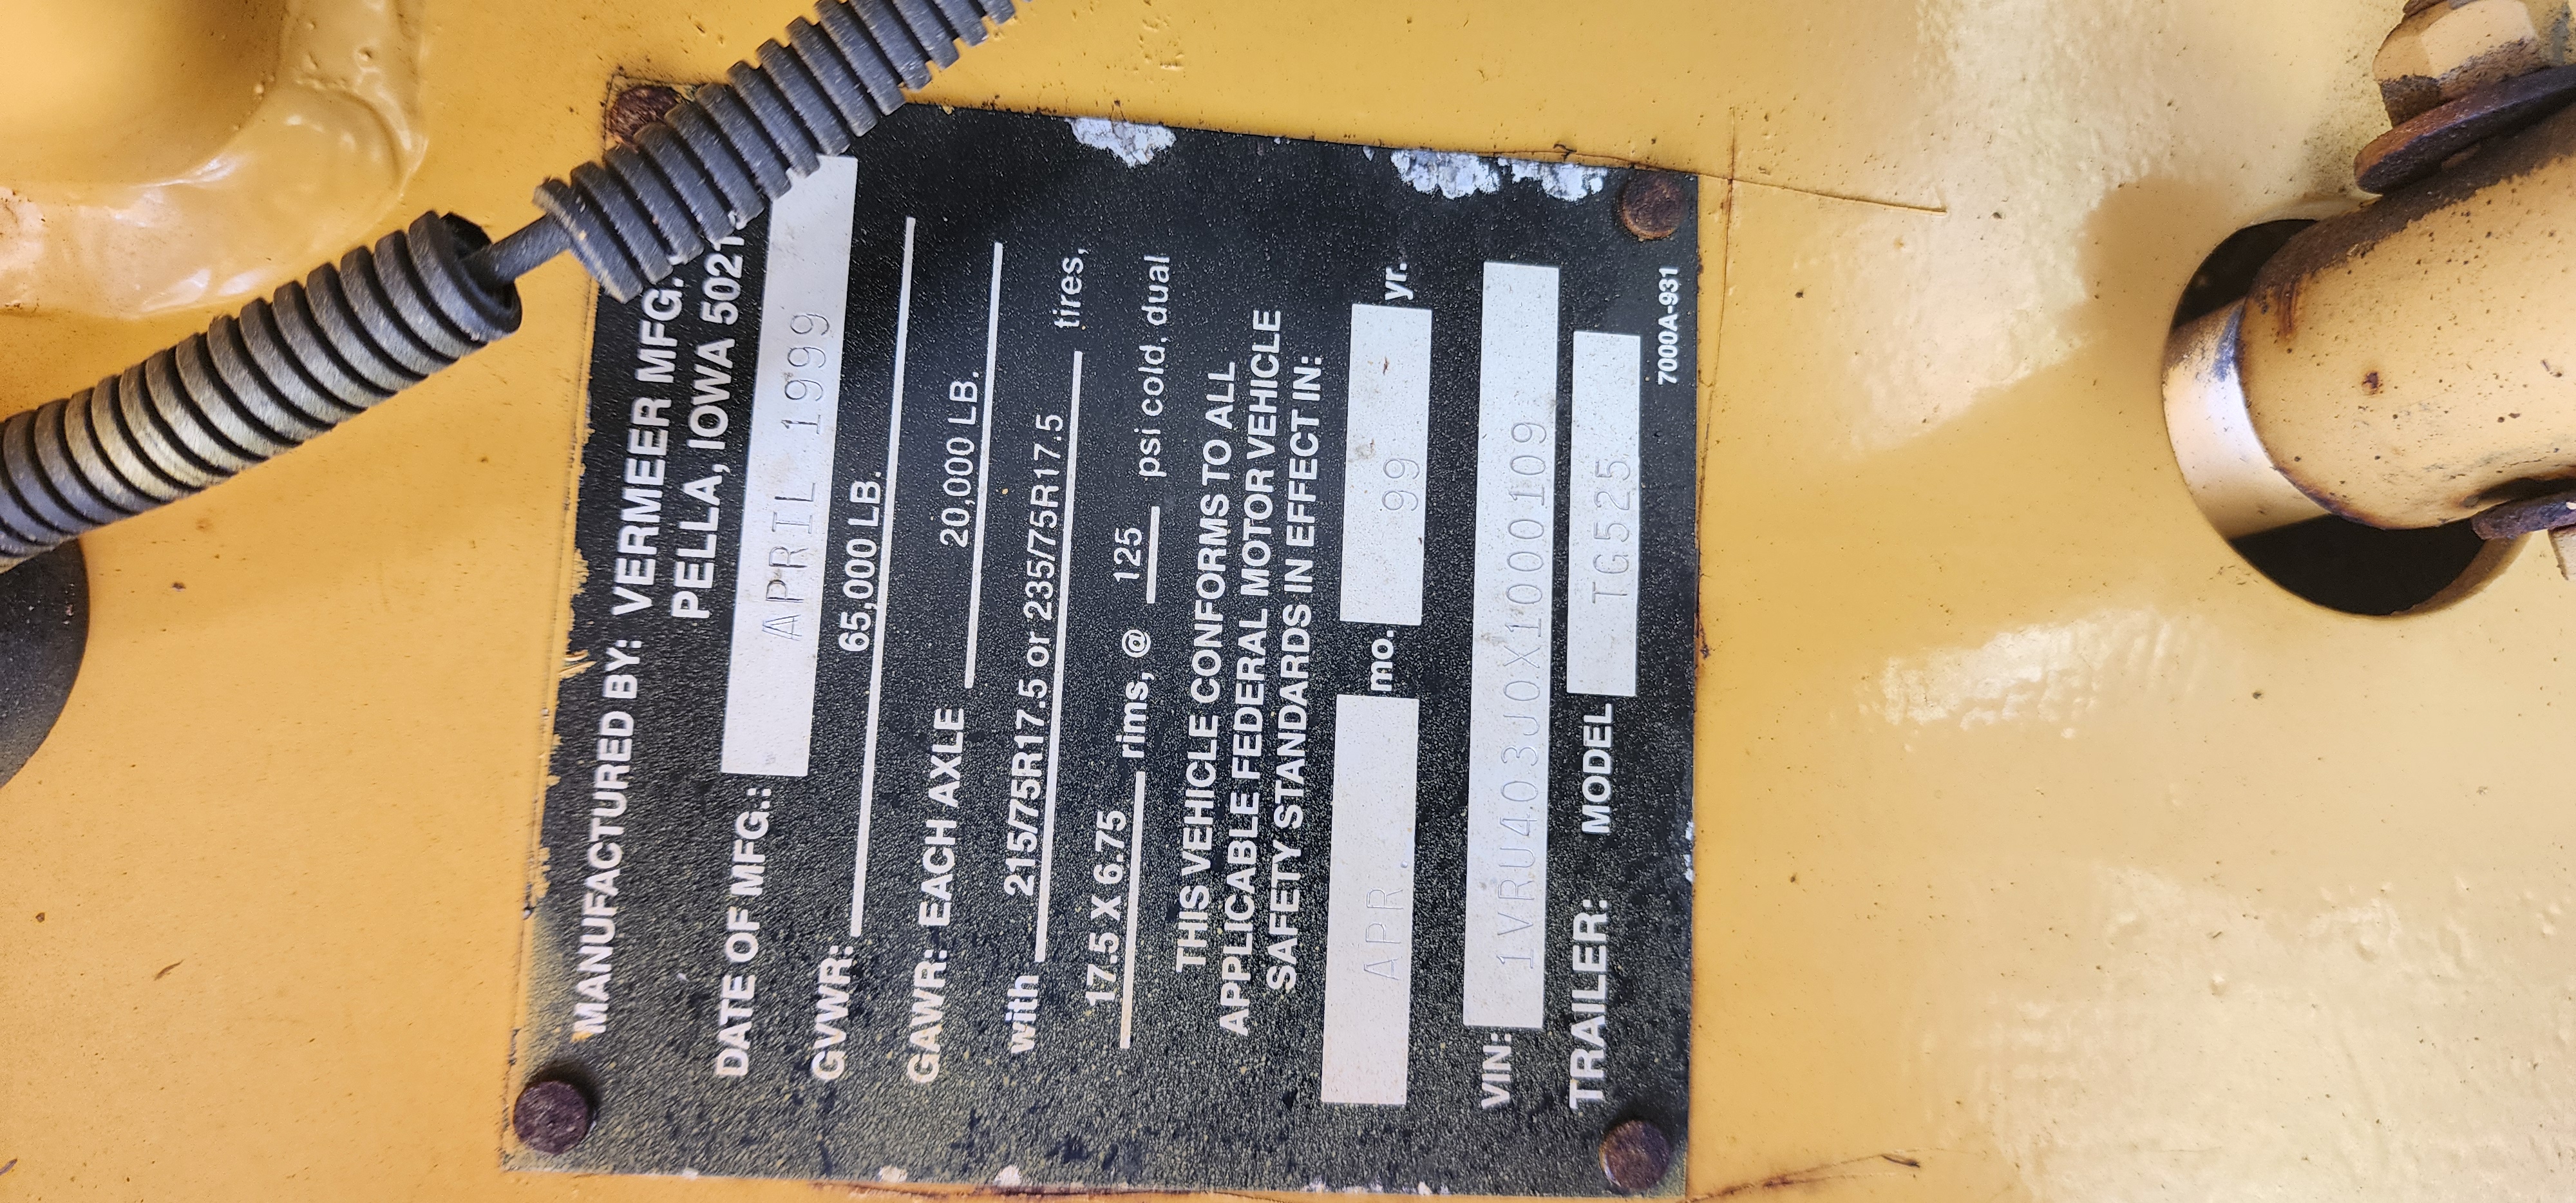 MANUFACTURED BY: VERMEER MFG.
PELLA, IOWA 5021
DATE OF MFG.: APRIL 1999
GVWR: 65,000 LB.
GAWR: EACH AXLE 20,000 LB.
with 215/75R17.5 or 235/75R17.5 tires,
17.5 X 6.75 rims, @ 125 psi cold, dual
THIS VEHICLE CONFORMS TO ALL
APPLICABLE FEDERAL MOTOR VEHICLE
SAFETY STANDARDS IN EFFECT IN:
APR. mo. 99 yr.
VIN: 1VRU403J0X1000109
TRAILER: MODEL TG525
7000A-931